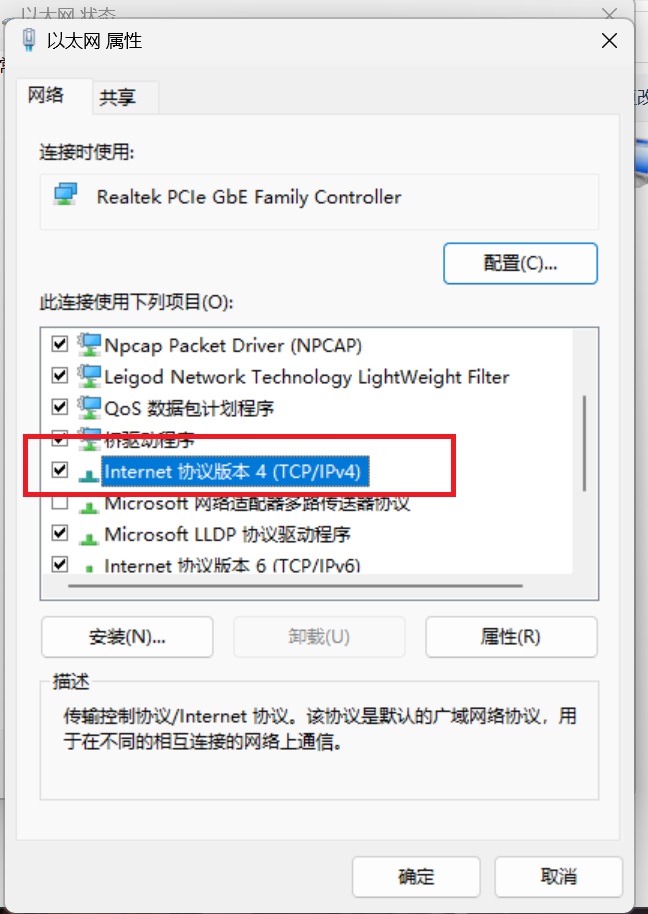 以太网 状态
以太网 属性
网络
共享
连接时使用:
Realtek PCIe GbE Family Controller
配置(C)...
此连接使用下列项目(O):
Npcap Packet Driver (NPCAP)
Leigod Network Technology LightWeight Filter
QoS 数据包计划程序
桥驱动程序
Internet 协议版本 4 (TCP/IPv4)
Microsoft 网络适配器多路传送器协议
Microsoft LLDP 协议驱动程序
Internet 协议版本 6 (TCP/IPv6)
安装(N)...
卸载(U)
属性(R)
描述
传输控制协议/Internet 协议。该协议是默认的广域网络协议，用
于在不同的相互连接的网络上通信。
确定
取消